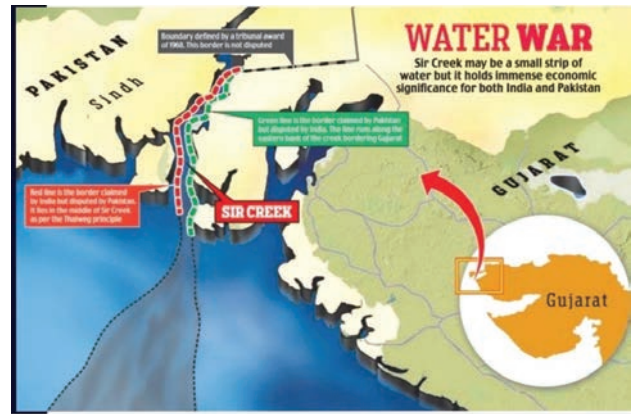 WATER WAR
Sir Creek may be a small strip of
water but it holds immense economic
significance for both India and Pakistan
Boundary defined by a tribunal award
of 1968. This border is not disputed
PAKISTAN
Sindh
Green line is the border claimed by Pakistan
but disputed by India. The line runs along the
eastern bank of the creek bordering Gujarat
GUJARAT
Red line is the border claimed
by India but disputed by Pakistan.
It lies in the middle of Sir Creek
as per the Thalweg principle
SIR CREEK
Gujarat